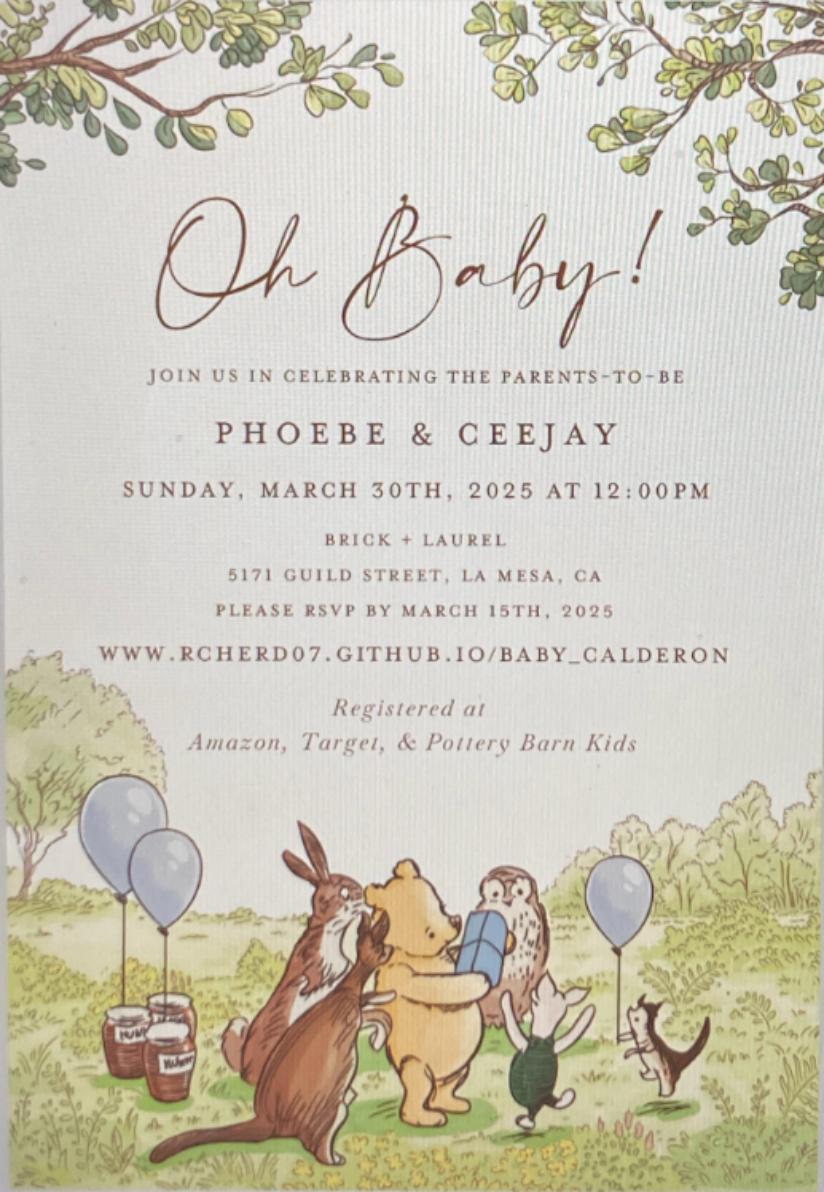 Oh Baby!
JOIN US IN CELEBRATING THE PARENTS-TO-BE
PHOEBE & CEEJAY
SUNDAY, MARCH 30TH, 2025 AT 12:00PM
BRICK + LAUREL
5171 GUILD STREET, LA MESA, CA
PLEASE RSVP BY MARCH 15TH, 2025
WWW.RCHERD07.GITHUB.IO/BABY_CALDERON
Registered at
Amazon, Target, & Pottery Barn Kids